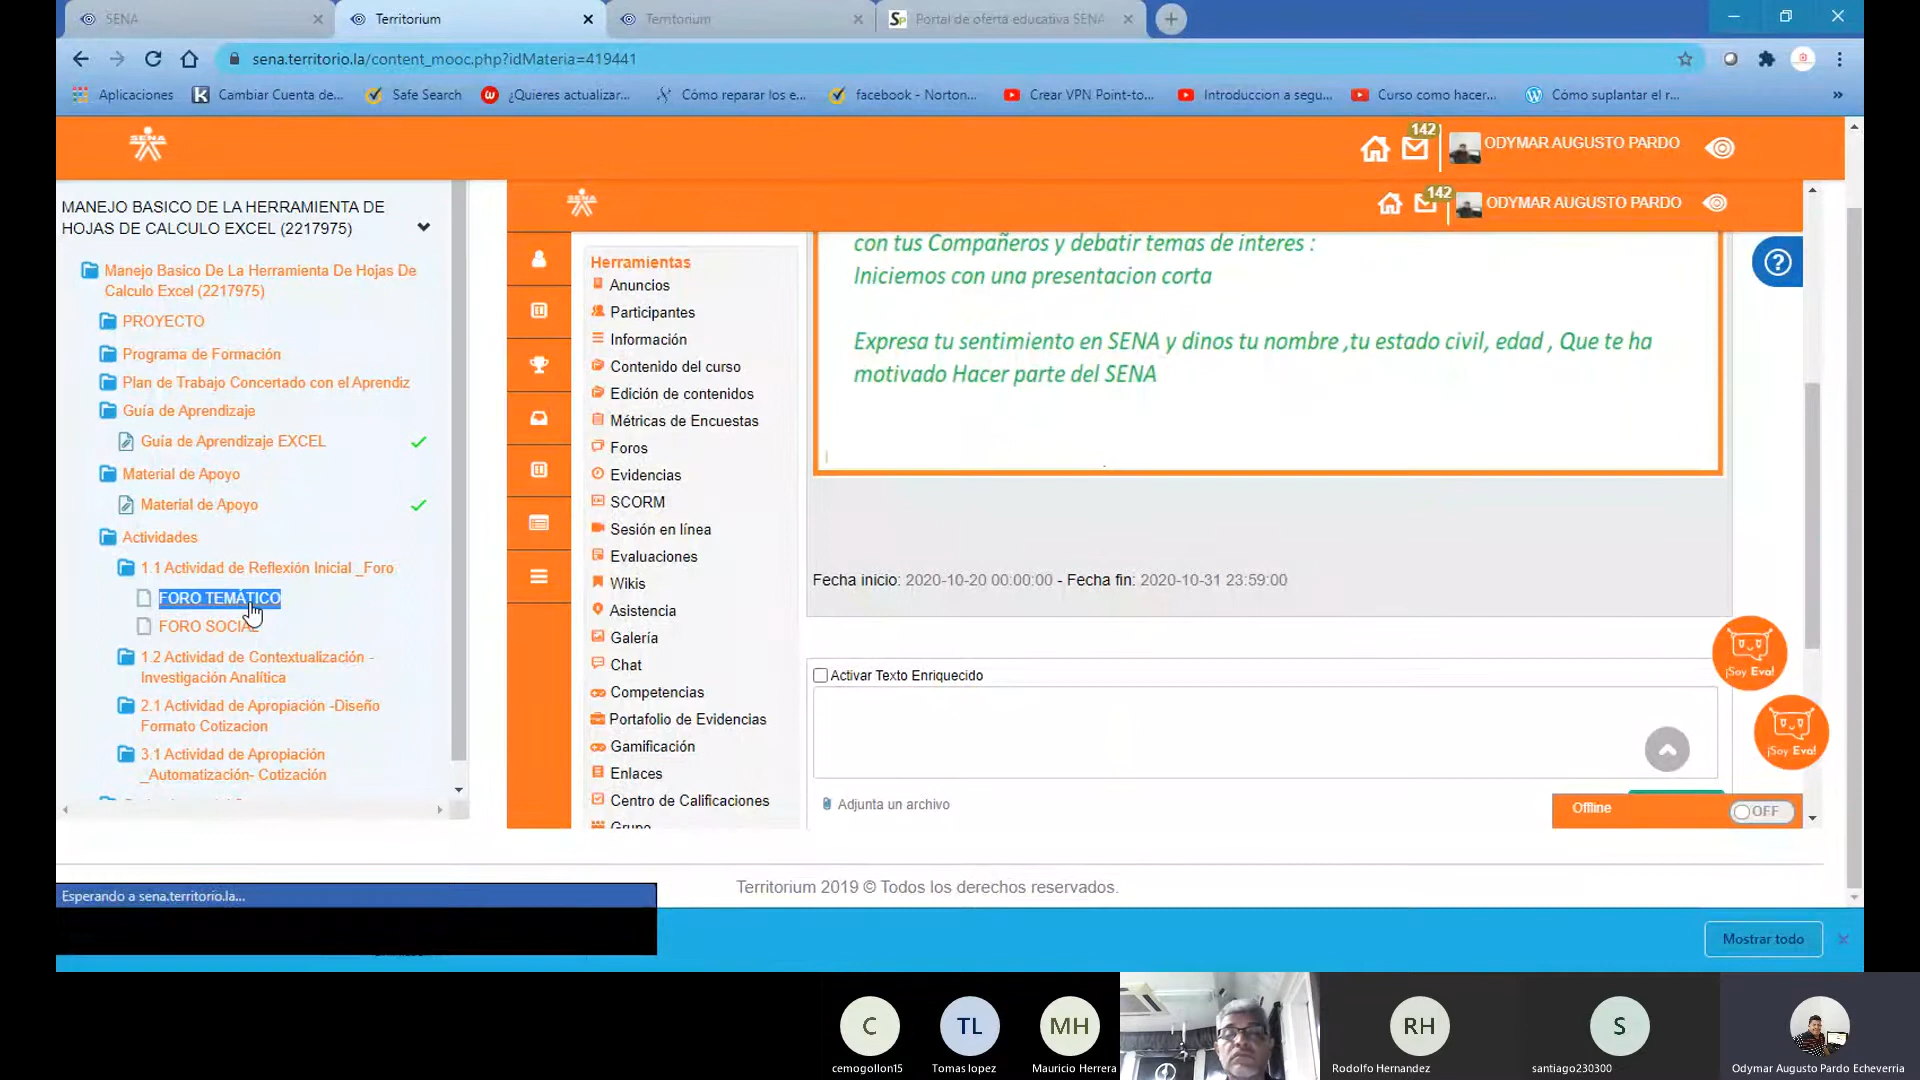 SENA
Territorium
Territorium
Portal de oferta educativa SENA
sena.territorio.la/content_mooc.php?idMateria=419441
Aplicaciones
Cambiar Cuenta de...
Safe Search
¿Quieres actualizar...
Cómo reparar los e...
facebook - Norton...
Crear VPN Point-to...
Introduccion a segu...
Curso como hacer...
Cómo suplantar el r...
»
SENA
142
ODYMAR AUGUSTO PARDO
MANEJO BASICO DE LA HERRAMIENTA DE
HOJAS DE CALCULO EXCEL (2217975)
Manejo Basico De La Herramienta De Hojas De
Calculo Excel (2217975)
PROYECTO
Programa de Formación
Plan de Trabajo Concertado con el Aprendiz
Guía de Aprendizaje
Guía de Aprendizaje EXCEL
Material de Apoyo
Material de Apoyo
Actividades
1.1 Actividad de Reflexión Inicial _Foro
FORO TEMÁTICO
FORO SOCIAL
1.2 Actividad de Contextualización -
Investigación Analítica
2.1 Actividad de Apropiación -Diseño
Formato Cotizacion
3.1 Actividad de Apropiación
_Automatización- Cotización
SENA
142
ODYMAR AUGUSTO PARDO
Herramientas
Anuncios
Participantes
Información
Contenido del curso
Edición de contenidos
Métricas de Encuestas
Foros
Evidencias
SCORM
Sesión en línea
Evaluaciones
Wikis
Asistencia
Galería
Chat
Competencias
Portafolio de Evidencias
Gamificación
Enlaces
Centro de Calificaciones
Grupo
con tus Compañeros y debatir temas de interes :
Iniciemos con una presentacion corta
Expresa tu sentimiento en SENA y dinos tu nombre ,tu estado civil, edad , Que te ha
motivado Hacer parte del SENA
Fecha inicio: 2020-10-20 00:00:00 - Fecha fin: 2020-10-31 23:59:00
Activar Texto Enriquecido
Adjunta un archivo
¡Soy Eva!
¡Soy Eva!
Offline
OFF
Territorium 2019 © Todos los derechos reservados.
Esperando a sena.territorio.la...
Mostrar todo
C
TL
MH
RH
S
cemogollon15
Tomas lopez
Mauricio Herrera
Rodolfo Hernandez
santiago230300
Odymar Augusto Pardo Echeverria